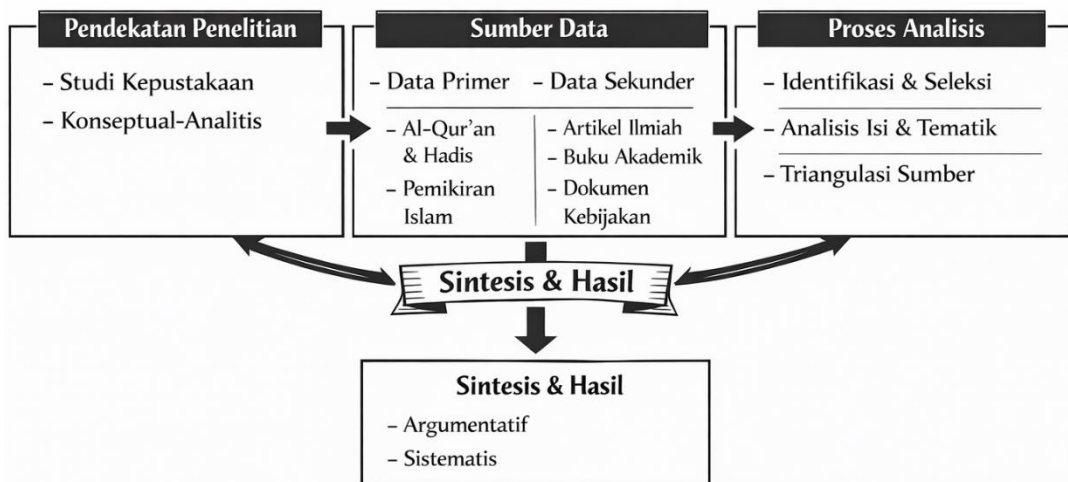 Pendekatan Penelitian
– Studi Kepustakaan
– Konseptual-Analitis
Sumber Data
– Data Primer
– Al-Qur'an
& Hadis
– Pemikiran
Islam
– Data Sekunder
– Artikel Ilmiah
– Buku Akademik
– Dokumen
Kebijakan
Proses Analisis
– Identifikasi & Seleksi
– Analisis Isi & Tematik
– Triangulasi Sumber
Sintesis & Hasil
Sintesis & Hasil
– Argumentatif
– Sistematis